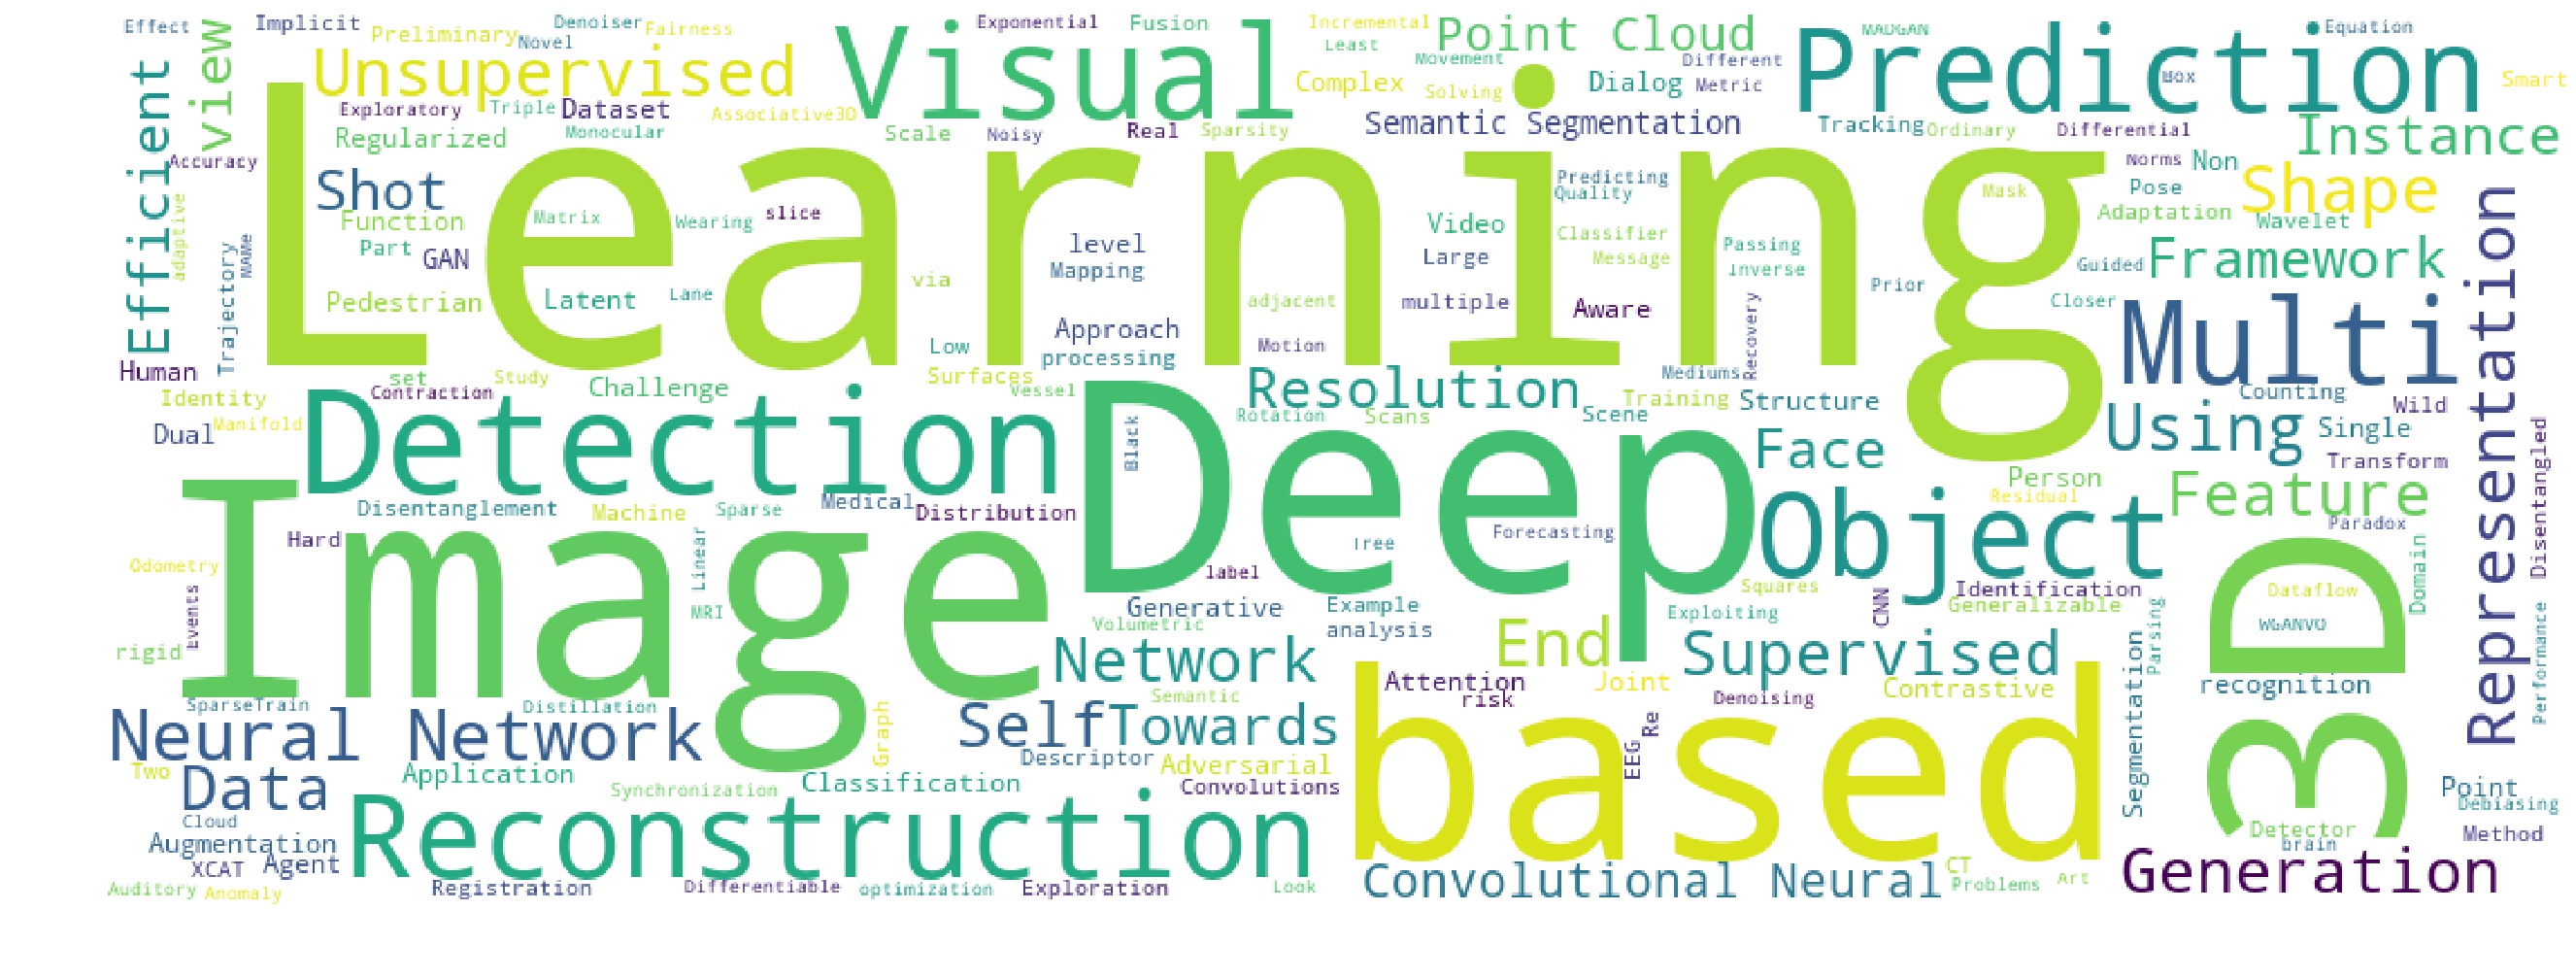 Effect
Implicit
Preliminary
Novel
Denoiser
Fairness
Visual
Exponential
Fusion
Incremental
Least
Point Cloud
Movement
Different
MADGAN
Prediction
Equation
Box
Smart
view
Efficient
Unsupervised
Exploratory
Triple
Dataset
Associative3D
Complex
Solving
Dialog
Metric
Regularized
Monocular
Scale
Noisy
Real
Sparsity
Semantic Segmentation
Tracking
Ordinary
Differential
Instance
Accuracy
Learning
Norms
Non
Shot
Predicting
Quality
Mask
Pose
Shape
adaptive
Function
Matrix
Wearing
slice
Video
Classifier
Adaptation
Wavelet
Part
GAN
level
Mapping
Large
Message
Passing
Inverse
Guided
Framework
Trajectory
MAMe
Pedestrian
Latent
Lane
via
adjacent
multiple
Aware
Prior
Closer
Representation
Approach
Recovery
Multi
Low
processing
Motion
Human
set
Study
Challenge
Surfaces
Vessel
Resolution
Mediums
Contraction
Identity
Detection
Deep
Rotation
Scans
Scene
Training
Structure
Counting
Wild
Dual
Manifold
Black
Face
Using
Single
Transform
Disentangled
Person
Residual
Feature
Disentanglement
Machine
Sparse
Medical
Distribution
Object
Image
Hard
Linear
Tree
Forecasting
Paradox
Odometry
Events
MRI
label
Squares
CNN
Identification
Generalizable
Dataflow
Domain
Generative
Volumetric
Example
analysis
Exploiting
WGANVO
3D
Parsing
rigid
Network
End
Supervised
Segmentation
Performance
recognition
SparseTrain
Distillation
Semantic
Attention
risk
Joint
Denoising
Contrastive
Neural Network
Graph
Self
Towards
Re
EEG
based
Two
Data
Application
Synchronization
Classification
Descriptor
Adversarial
Convolutions
Point
Debiasing
Cloud
Reconstruction
Augmentation
XCAT
Agent
Detector
brain
Method
Auditory
Anomaly
Registration
Differentiable
optimization
Exploration
Look
Convolutional Neural
CT
Problems
Art
Generation